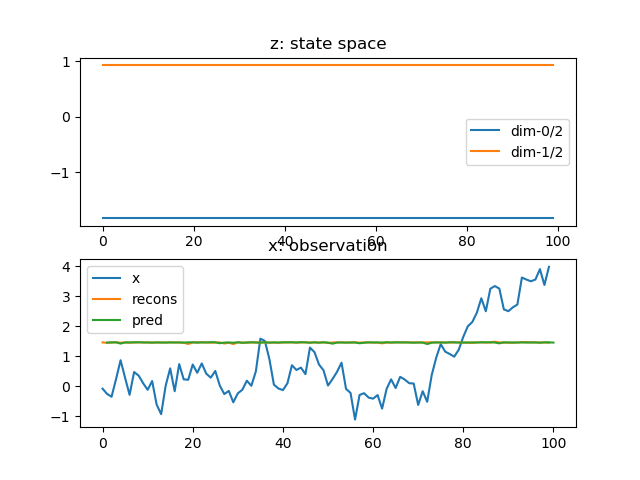 z: state space
1
0
−1
dim-0/2
dim-1/2
0 20 40 60 80 100
x: observation
4
3
2
1
0
−1
x
recons
pred
0 20 40 60 80 100